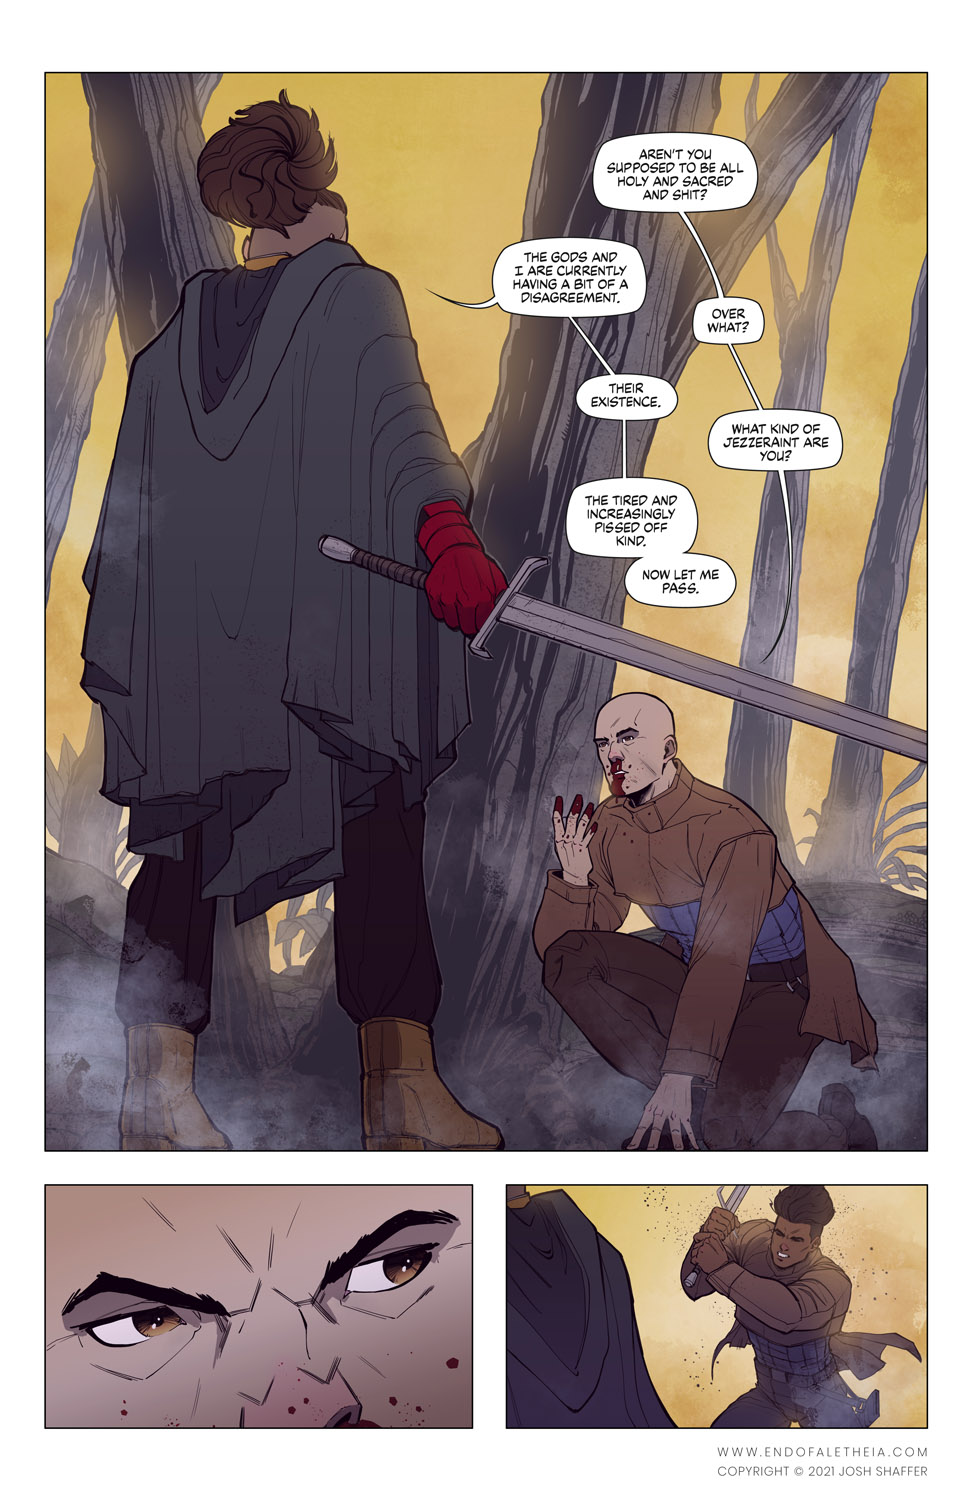 AREN'T YOU
SUPPOSED TO BE ALL
HOLY AND SACRED
AND SHIT?
THE GODS AND
I ARE CURRENTLY
HAVING A BIT OF A
DISAGREEMENT.
OVER
WHAT?
THEIR
EXISTENCE.
WHAT KIND OF
JEZZERAINT ARE
YOU?
THE TIRED AND
INCREASINGLY
PISSED OFF
KIND.
NOW LET ME
PASS.
WWW.ENDOFALETHEIA.COM
COPYRIGHT © 2021 JOSH SHAFFER